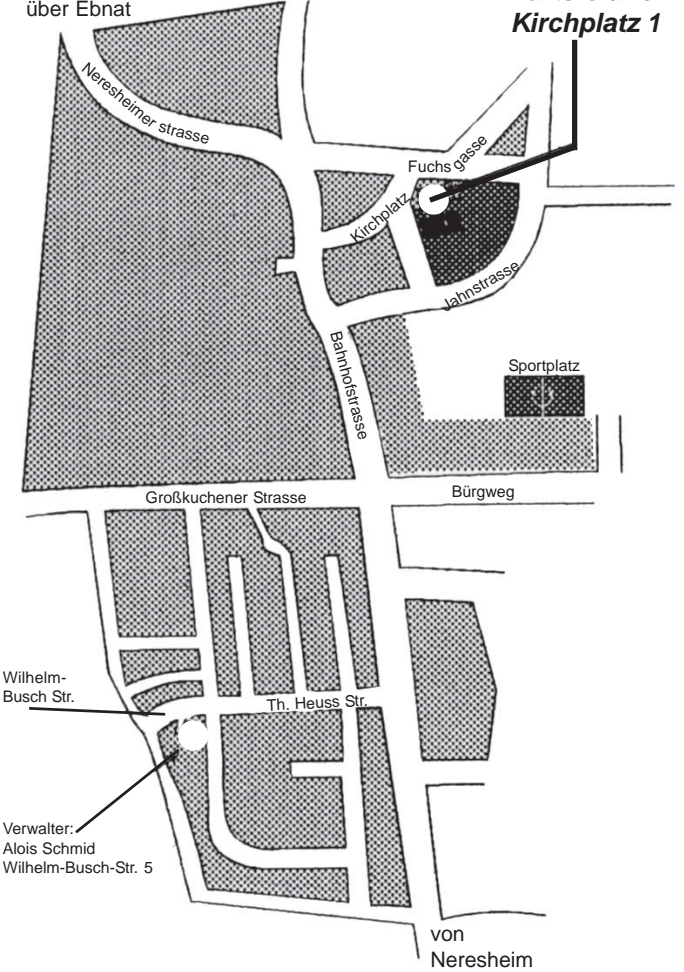 über Ebnat
Kirchplatz 1
Neresheimer strasse
Fuchs gasse
Kirchplatz
Jahnstrasse
Bahnhofstrasse
Sportplatz
Großkuchener Strasse
Bürgweg
Wilhelm-
Busch Str.
Th. Heuss Str.
Verwalter:
Alois Schmid
Wilhelm-Busch-Str. 5
von
Neresheim